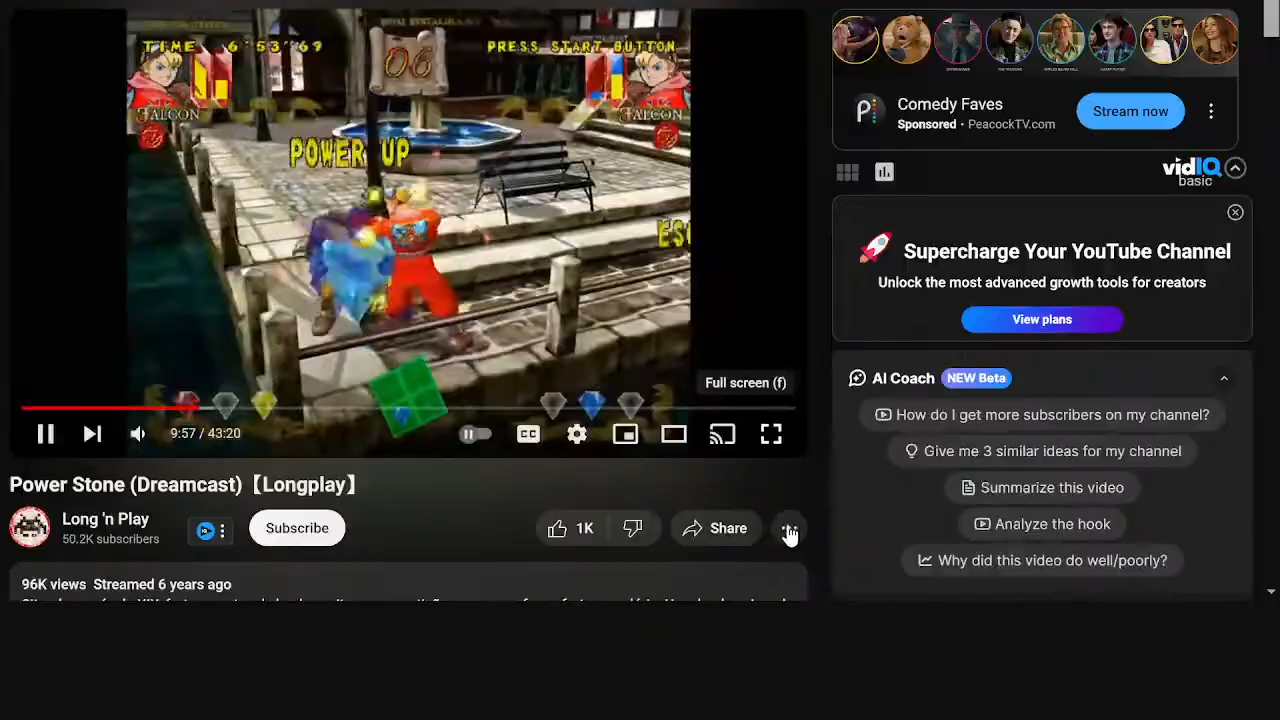 TIME 6'53"69
06
PRESS START BUTTON
FALCON
FALCON
POWER UP
Full screen (f)
CC
9:57 / 43:20
Power Stone (Dreamcast)【Longplay】
Long 'n Play
50.2K subscribers
Subscribe
1K
Share
96K views Streamed 6 years ago
Comedy Faves
Sponsored • PeacockTV.com
Stream now
vidIQ
basic
Supercharge Your YouTube Channel
Unlock the most advanced growth tools for creators
View plans
AI Coach NEW Beta
How do I get more subscribers on my channel?
Give me 3 similar ideas for my channel
Summarize this video
Analyze the hook
Why did this video do well/poorly?